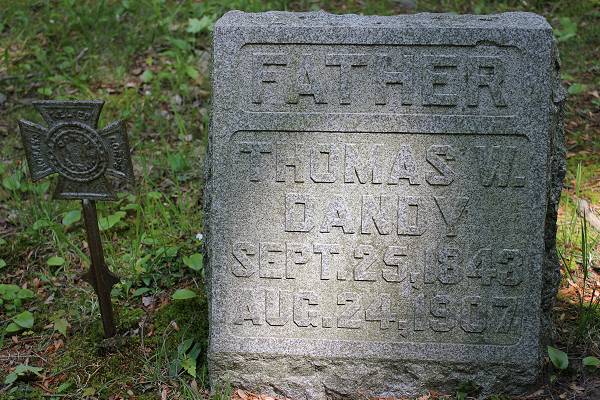 FATHER
THOMAS W.
DANDY
SEPT. 25, 1843
AUG. 24, 1907